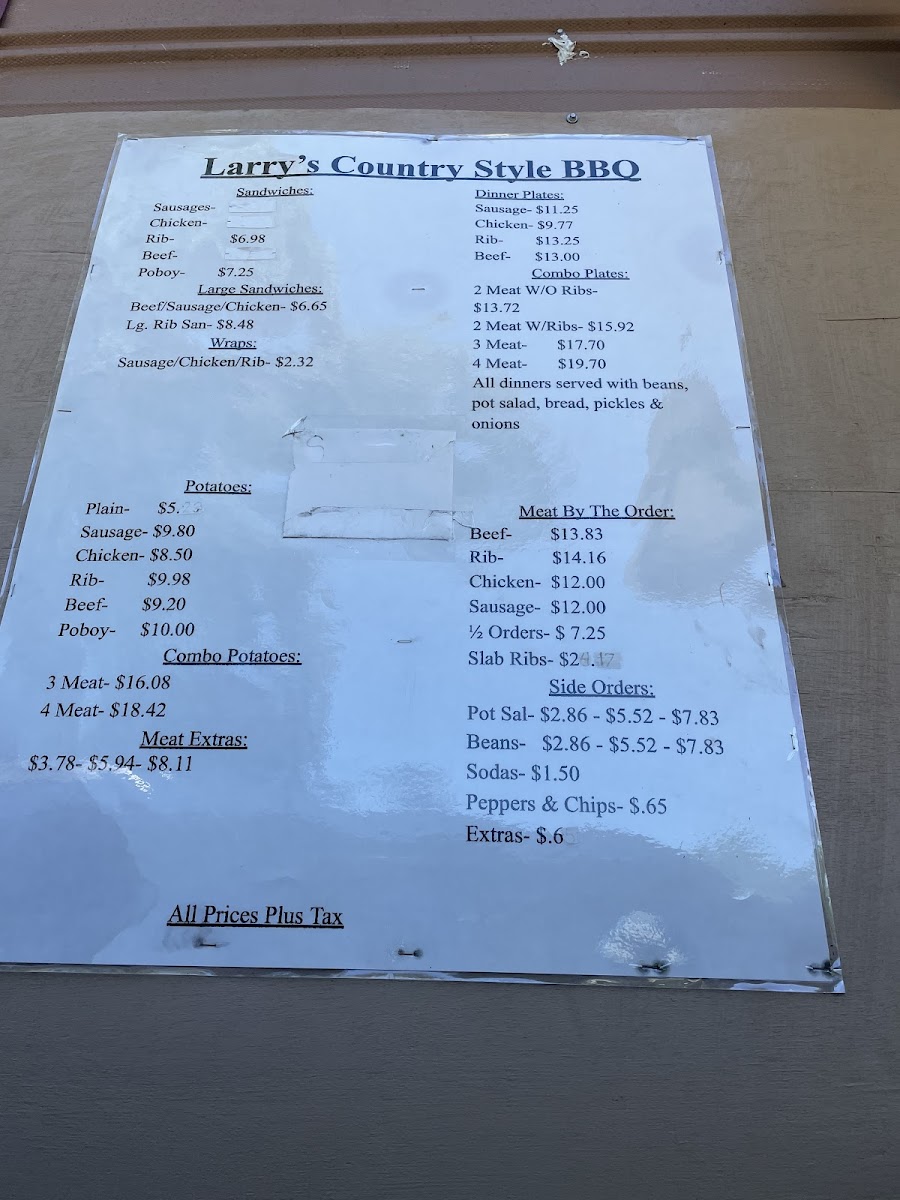 Larry's Country Style BBQ
Sandwiches:
Sausages-
Chicken-
Rib- $6.98
Beef-
Poboy- $7.25
Large Sandwiches:
Beef/Sausage/Chicken- $6.65
Lg. Rib San- $8.48
Wraps:
Sausage/Chicken/Rib- $2.32
Potatoes:
Plain- $5.
Sausage- $9.80
Chicken- $8.50
Rib- $9.98
Beef- $9.20
Poboy- $10.00
Combo Potatoes:
3 Meat- $16.08
4 Meat- $18.42
Meat Extras:
$3.78- $5.94- $8.11
Dinner Plates:
Sausage- $11.25
Chicken- $9.77
Rib- $13.25
Beef- $13.00
Combo Plates:
2 Meat W/O Ribs-
$13.72
2 Meat W/Ribs- $15.92
3 Meat- $17.70
4 Meat- $19.70
All dinners served with beans,
pot salad, bread, pickles &
onions
Meat By The Order:
Beef- $13.83
Rib- $14.16
Chicken- $12.00
Sausage- $12.00
½ Orders- $ 7.25
Slab Ribs-
Side Orders:
Pot Sal- $2.86 - $5.52 - $7.83
Beans- $2.86 - $5.52 - $7.83
Sodas- $1.50
Peppers & Chips- $.65
Extras- $.6
All Prices Plus Tax